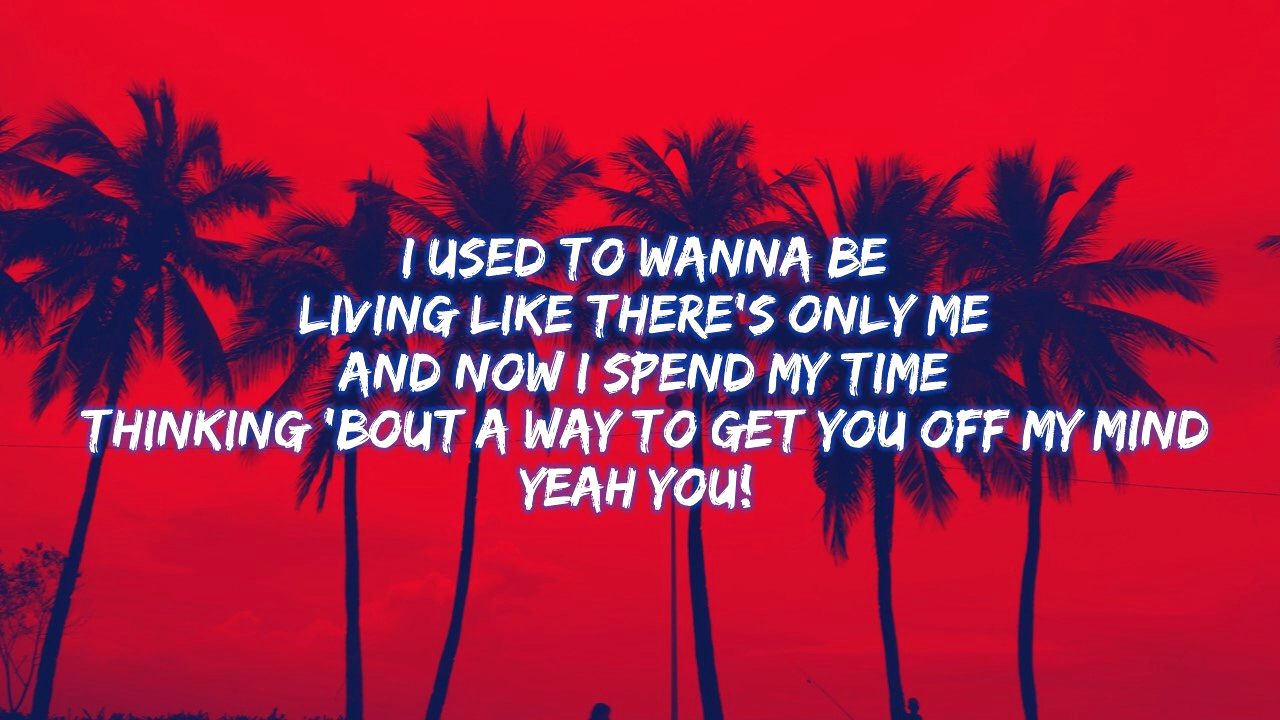 I USED TO WANNA BE
LIVING LIKE THERE'S ONLY ME
AND NOW I SPEND MY TIME
THINKING 'BOUT A WAY TO GET YOU OFF MY MIND
YEAH YOU!